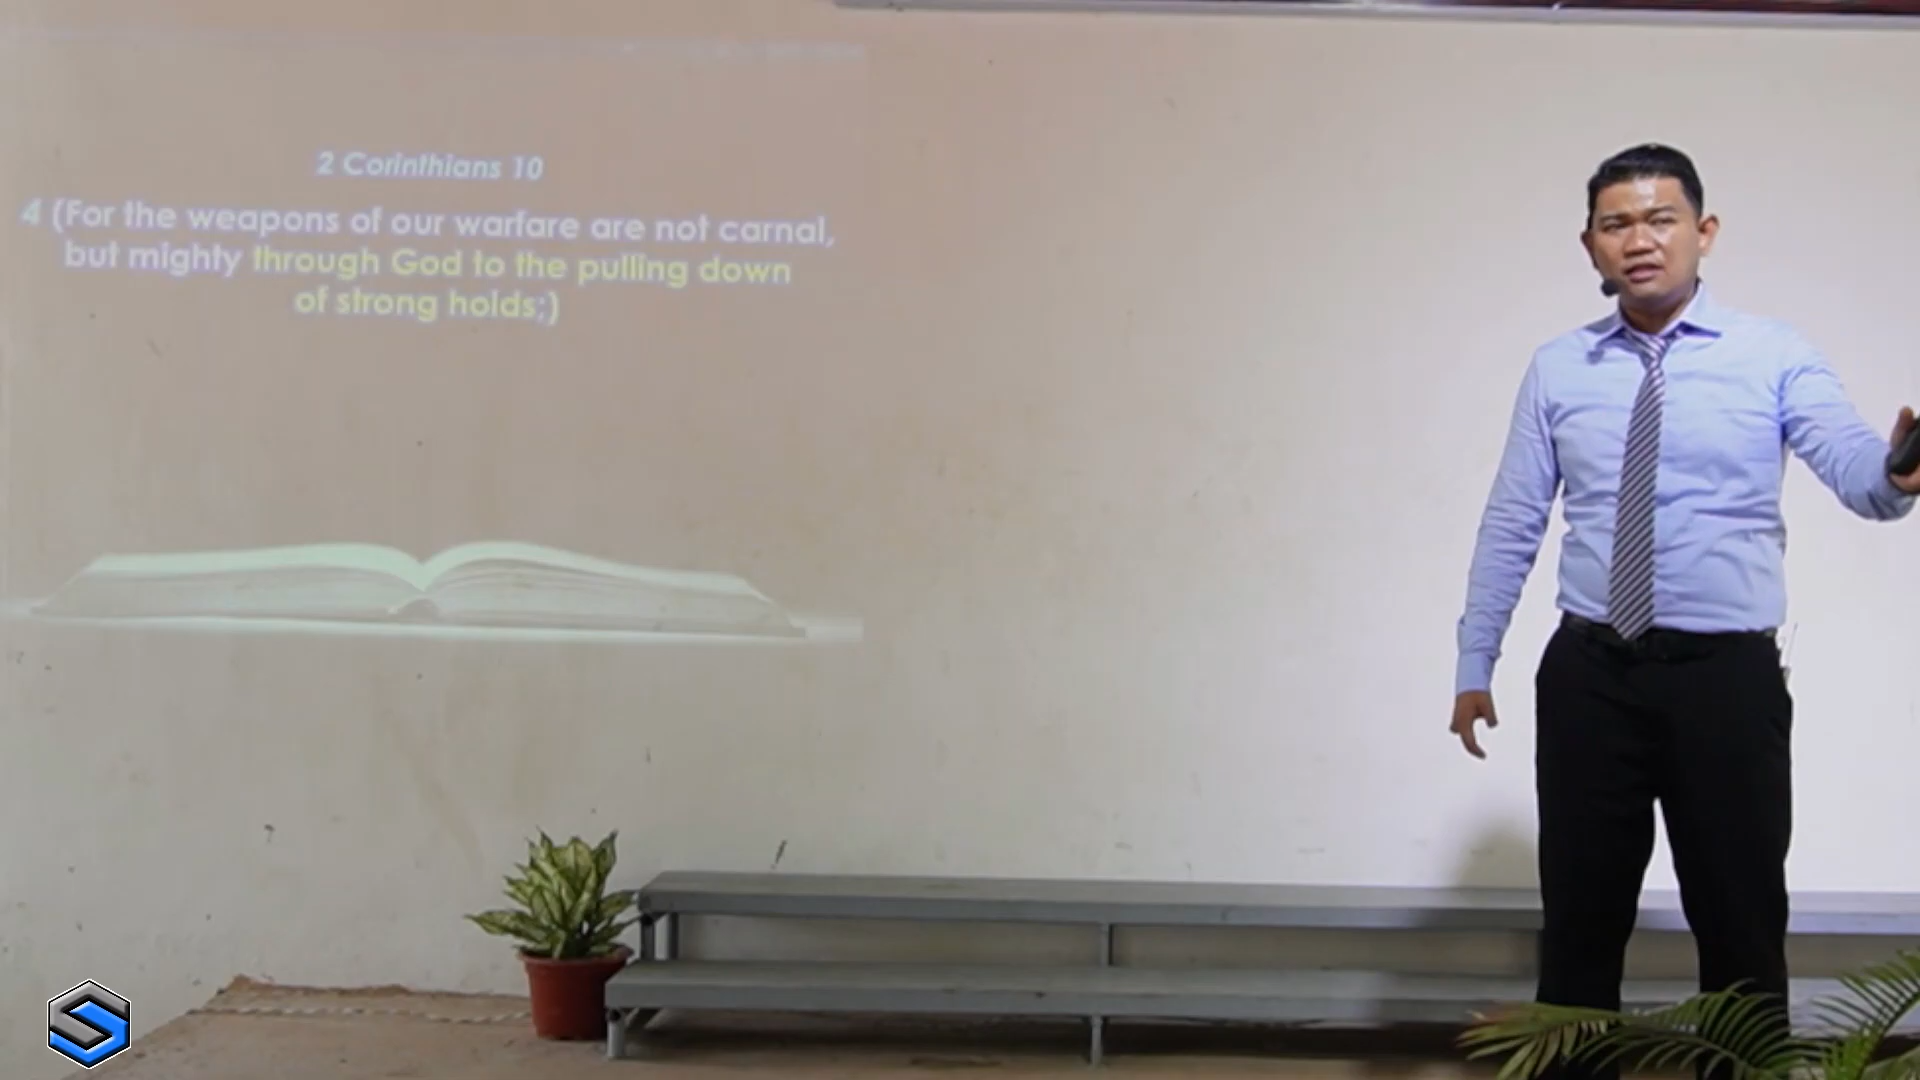 2 Corinthians 10
4 (For the weapons of our warfare are not carnal,
but mighty through God to the pulling down
of strong holds;)